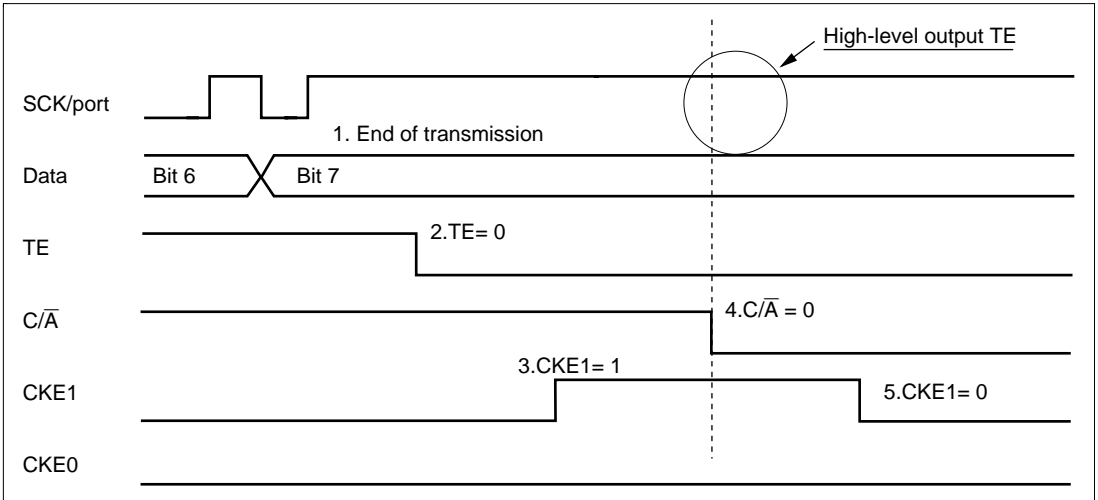 High-level output TE
SCK/port
1. End of transmission
Data
Bit 6
Bit 7
TE
2.TE= 0
C/A̅
4.C/A̅ = 0
3.CKE1= 1
CKE1
5.CKE1= 0
CKE0